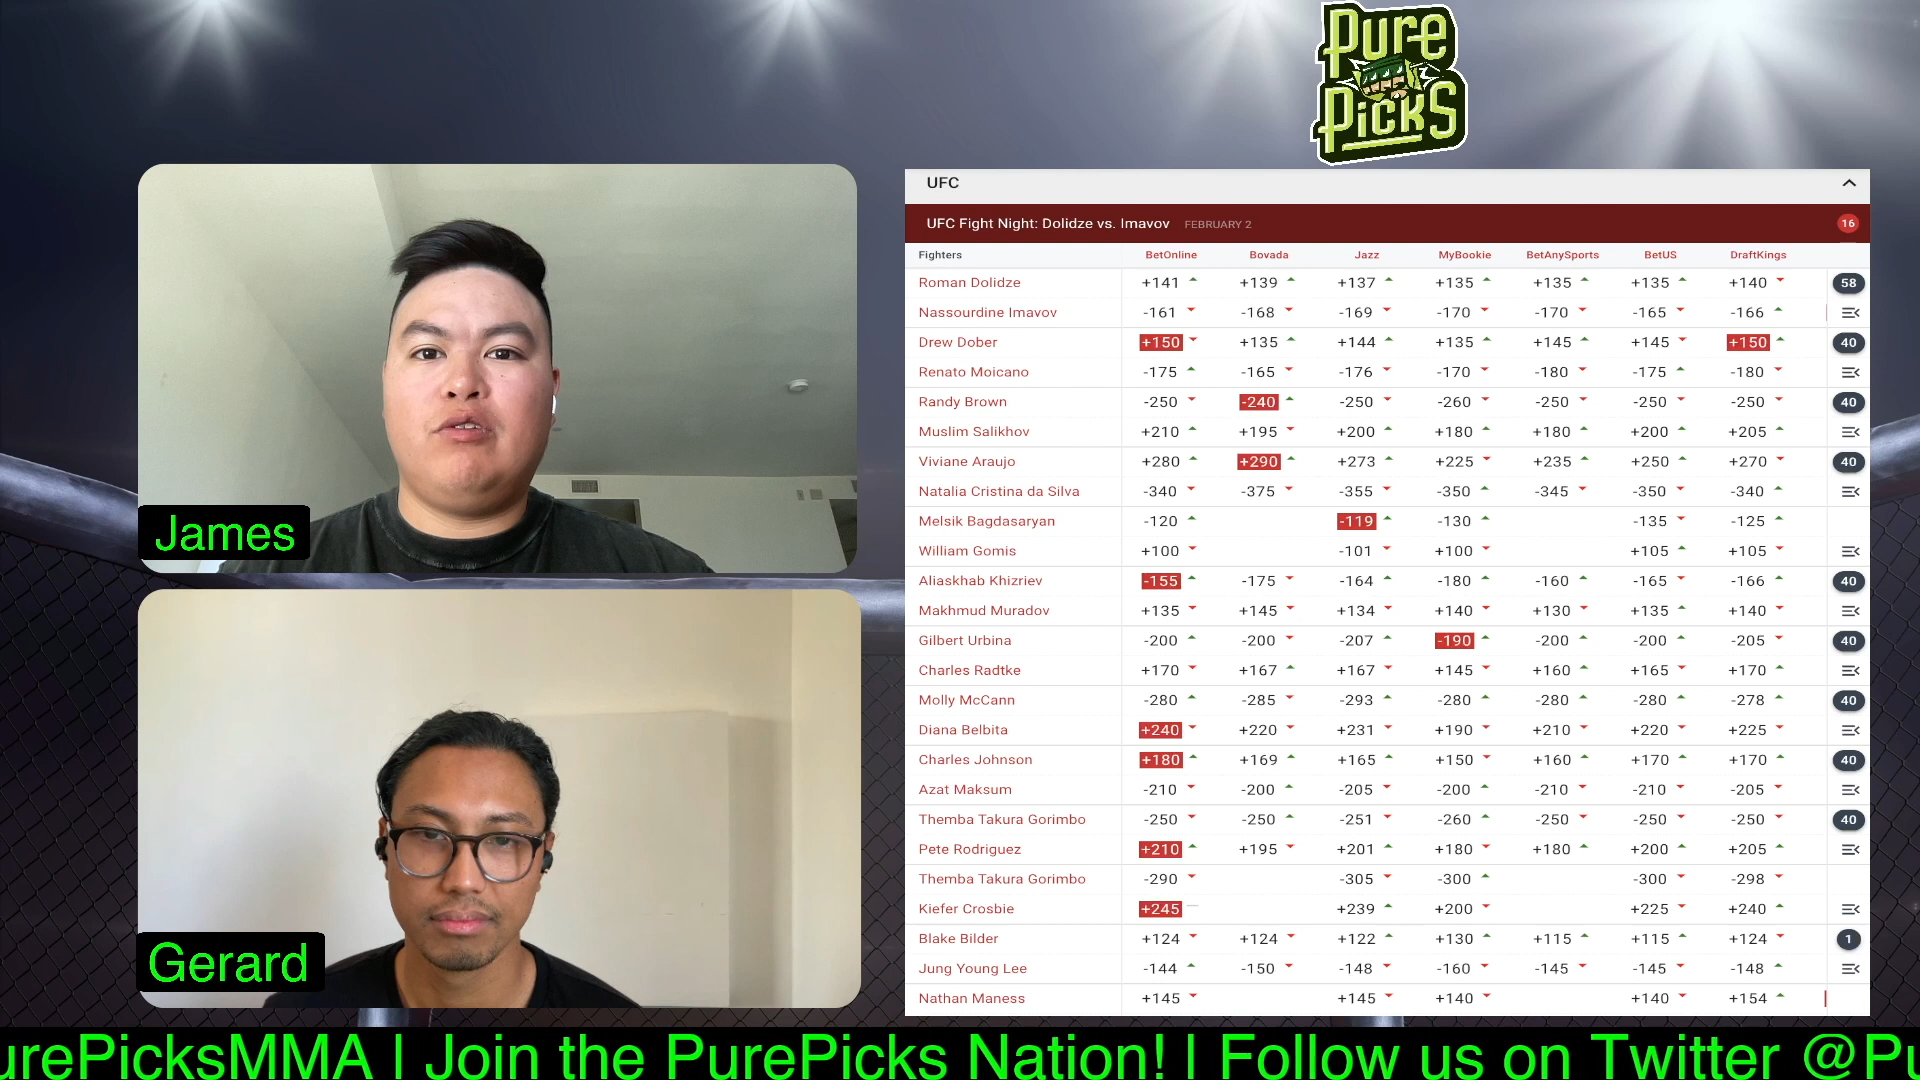 Pure
Picks
James
Gerard
UFC
UFC Fight Night: Dolidze vs. Imavov FEBRUARY 2 16
Fighters BetOnline Bovada Jazz MyBookie BetAnySports BetUS DraftKings
Roman Dolidze +141 +139 +137 +135 +135 +135 +140 58
Nassourdine Imavov -161 -168 -169 -170 -170 -165 -166
Drew Dober +150 +135 +144 +135 +145 +145 +150 40
Renato Moicano -175 -165 -176 -170 -180 -175 -180
Randy Brown -250 -240 -250 -260 -250 -250 -250 40
Muslim Salikhov +210 +195 +200 +180 +180 +200 +205
Viviane Araujo +280 +290 +273 +225 +235 +250 +270 40
Natalia Cristina da Silva -340 -375 -355 -350 -345 -350 -340
Melsik Bagdasaryan -120 -119 -130 -135 -125
William Gomis +100 -101 +100 +105 +105
Aliaskhab Khizriev -155 -175 -164 -180 -160 -165 -166 40
Makhmud Muradov +135 +145 +134 +140 +130 +135 +140
Gilbert Urbina -200 -200 -207 -190 -200 -200 -205 40
Charles Radtke +170 +167 +167 +145 +160 +165 +170
Molly McCann -280 -285 -293 -280 -280 -280 -278 40
Diana Belbita +240 +220 +231 +190 +210 +220 +225
Charles Johnson +180 +169 +165 +150 +160 +170 +170 40
Azat Maksum -210 -200 -205 -200 -210 -210 -205
Themba Takura Gorimbo -250 -250 -251 -260 -250 -250 -250 40
Pete Rodriguez +210 +195 +201 +180 +180 +200 +205
Themba Takura Gorimbo -290 -305 -300 -300 -298
Kiefer Crosbie +245 +239 +200 +225 +240
Blake Bilder +124 +124 +122 +130 +115 +115 +124 1
Jung Young Lee -144 -150 -148 -160 -145 -145 -148
Nathan Maness +145 +145 +140 +140 +154
urePicksMMA | Join the PurePicks Nation! | Follow us on Twitter @Pu